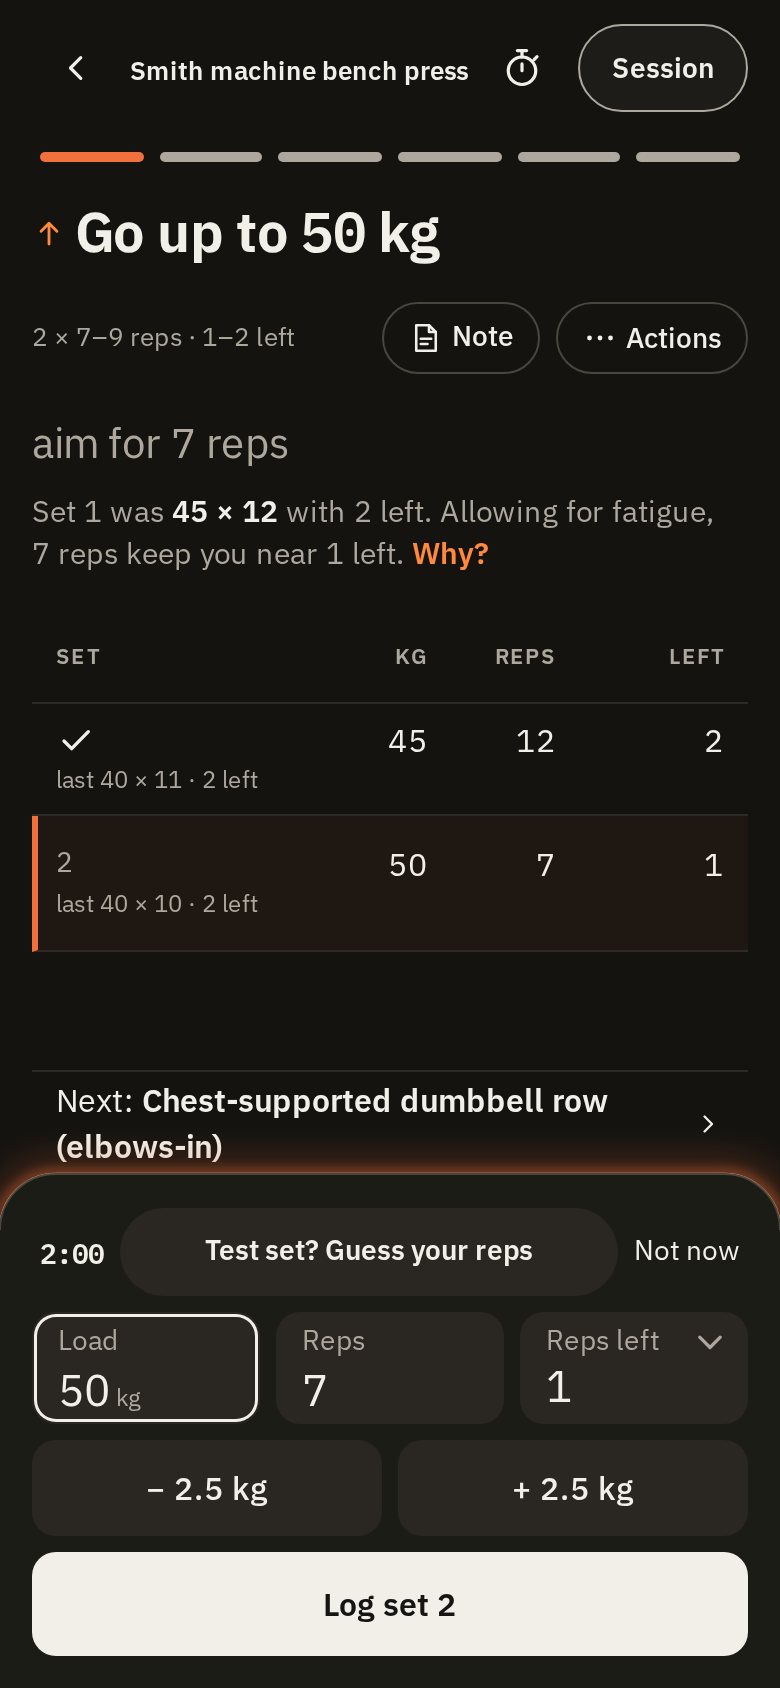 Smith machine bench press
Session
↑ Go up to 50 kg
2 × 7–9 reps · 1–2 left
Note
··· Actions
aim for 7 reps
Set 1 was 45 × 12 with 2 left. Allowing for fatigue,
7 reps keep you near 1 left. Why?
SET KG REPS LEFT
✓ 45 12 2
last 40 × 11 · 2 left
2 50 7 1
last 40 × 10 · 2 left
Next: Chest-supported dumbbell row
(elbows-in)
2:00 Test set? Guess your reps Not now
Load Reps Reps left
50 kg 7 1
− 2.5 kg + 2.5 kg
Log set 2